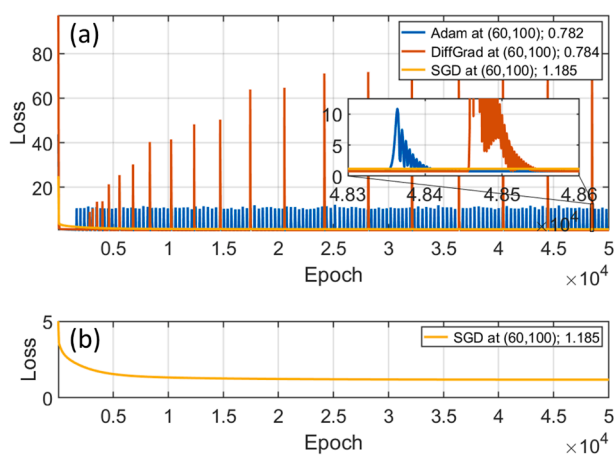 (a)
Adam at (60,100); 0.782
DiffGrad at (60,100); 0.784
SGD at (60,100); 1.185
Loss
80
60
40
20
10
5
0
4.83 4.84 4.85 4.86
×10⁴
0.5 1 1.5 2 2.5 3 3.5 4 4.5 5
Epoch
×10⁴
(b)
SGD at (60,100); 1.185
Loss
5
0
0.5 1 1.5 2 2.5 3 3.5 4 4.5 5
Epoch
×10⁴